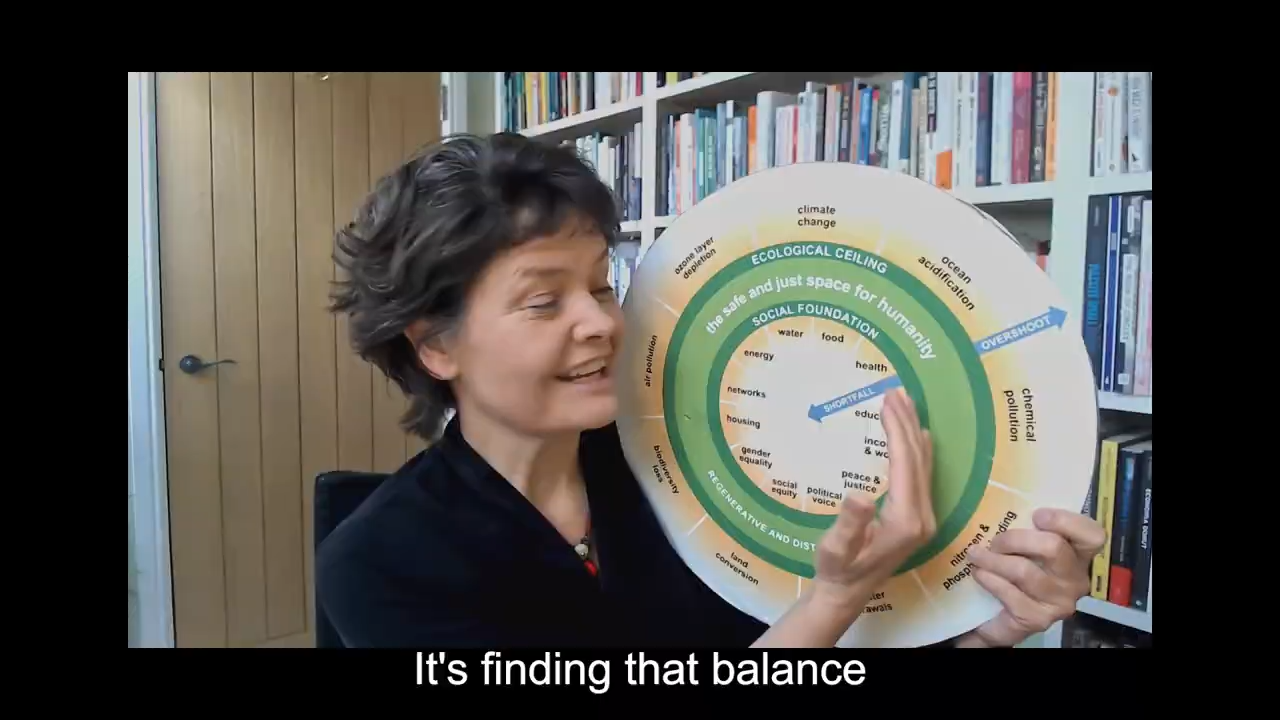 climate
change
ozone layer
depletion
ocean
acidification
ECOLOGICAL CEILING
the safe and just space for humanity
SOCIAL FOUNDATION
OVERSHOOT
water
food
energy
health
air pollution
networks
SHORTFALL
chemical
pollution
housing
gender
equality
peace &
justice
biodiversity
loss
social
equity
political
voice
REGENERATIVE AND
nitrogen &
land
conversion
It's finding that balance